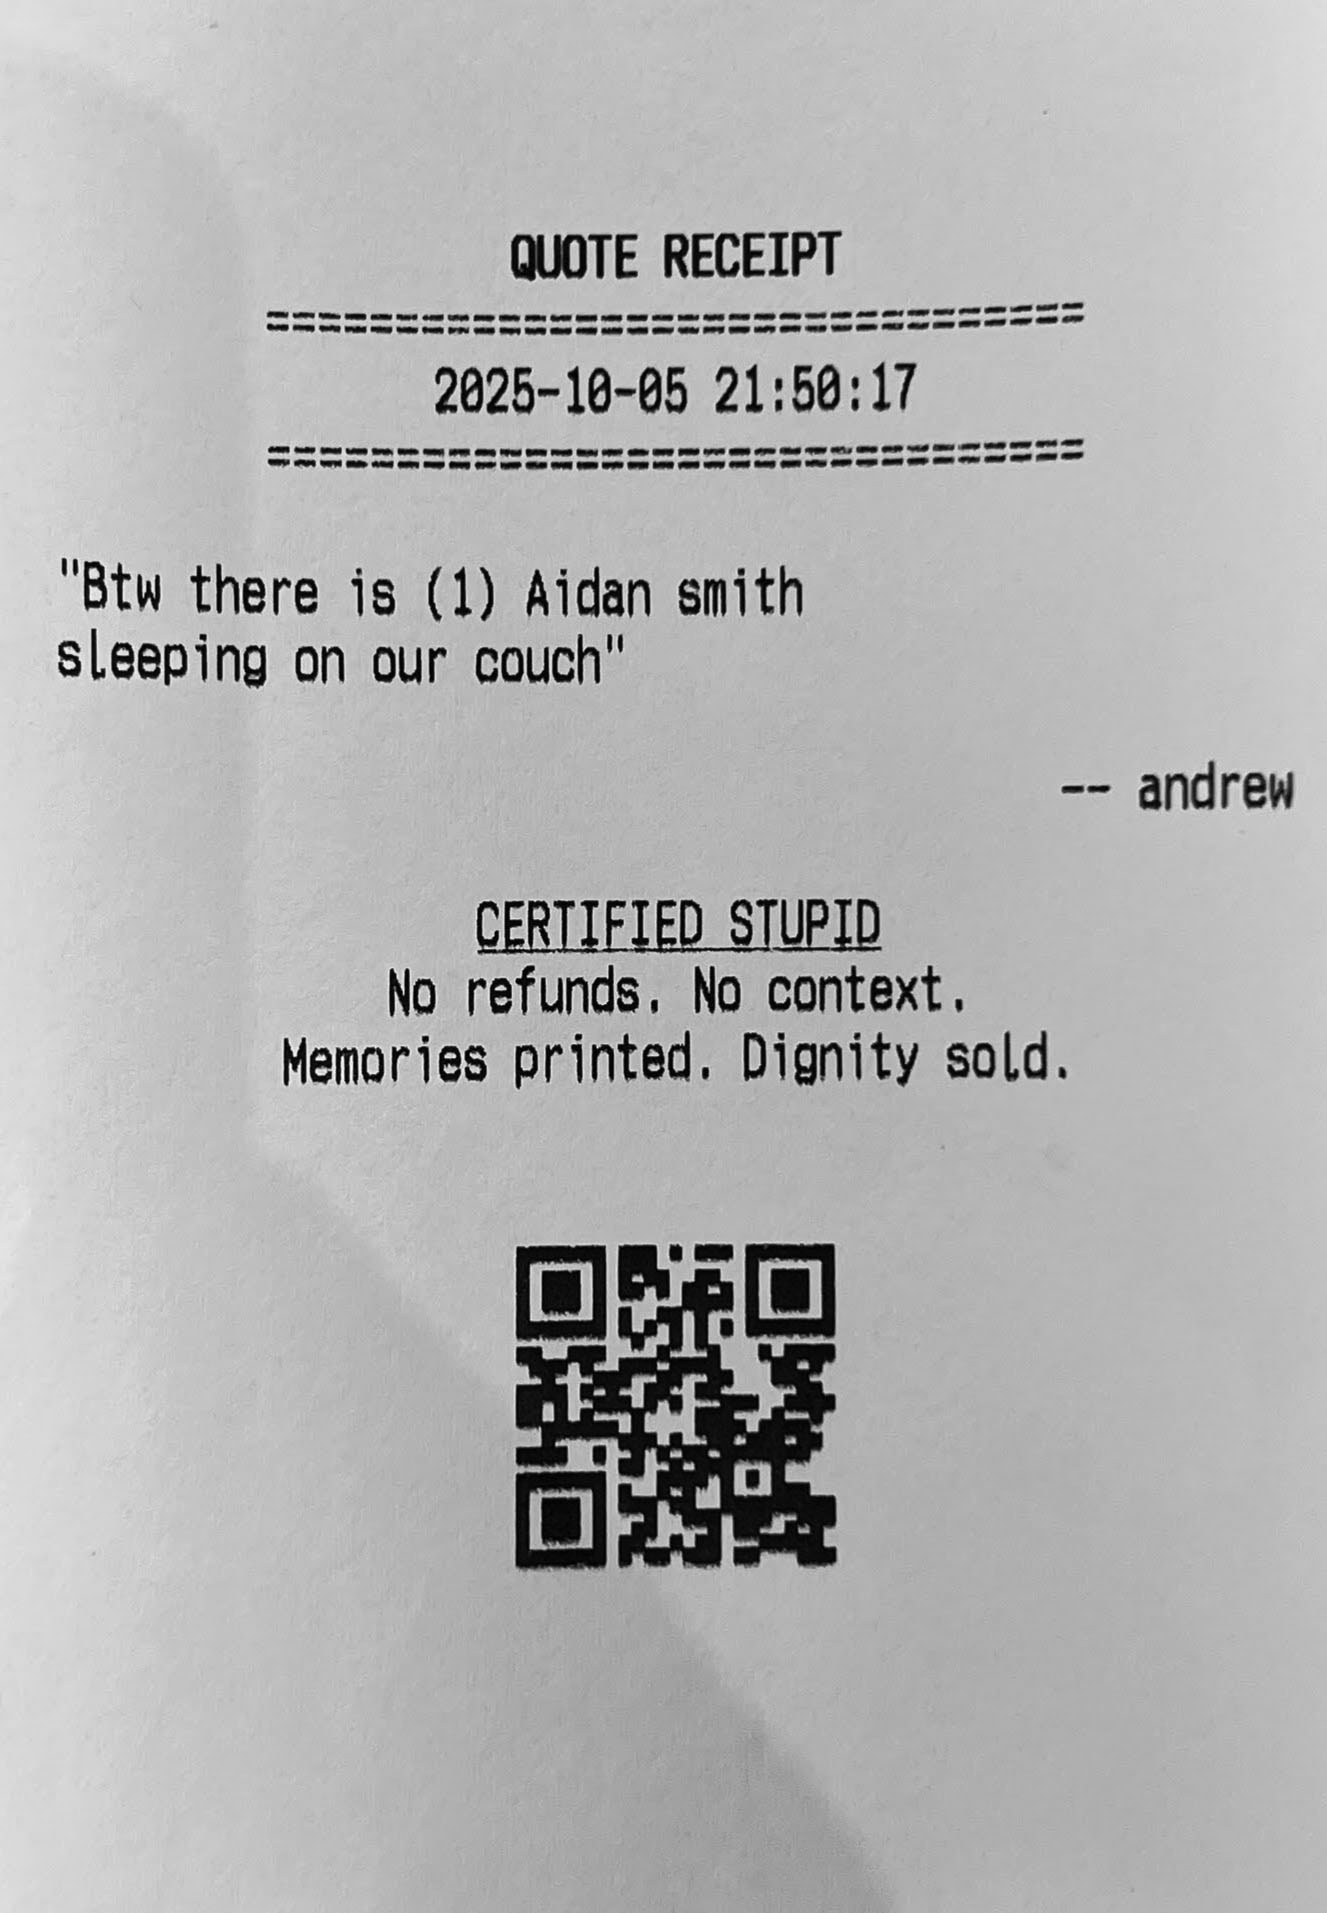 QUOTE RECEIPT
================================
2025-10-05 21:50:17
================================
"Btw there is (1) Aidan smith
sleeping on our couch"
-- andrew
CERTIFIED STUPID
No refunds. No context.
Memories printed. Dignity sold.